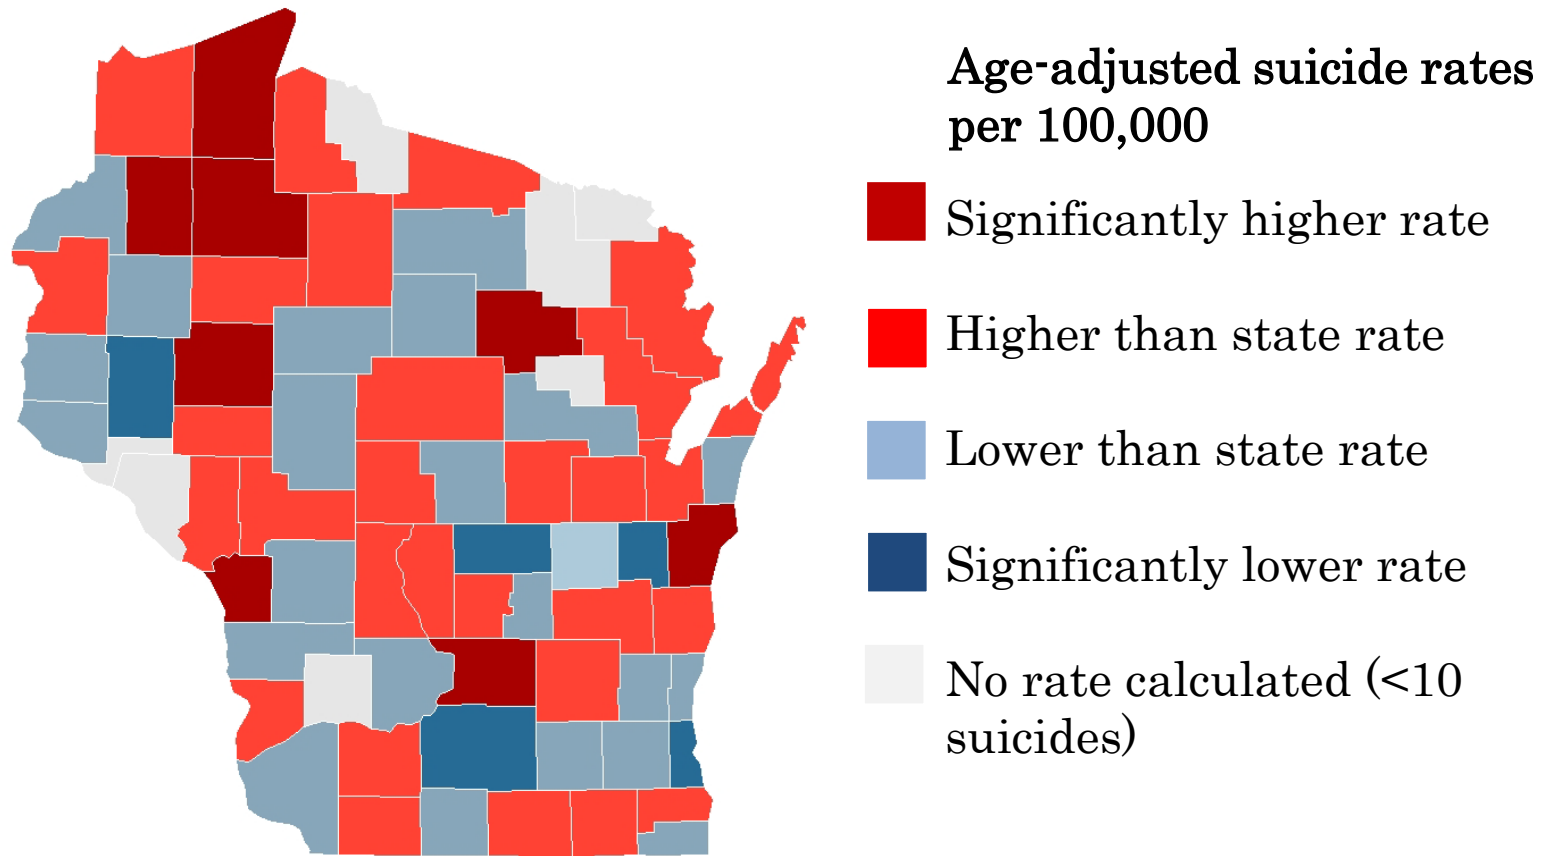 Age-adjusted suicide rates
per 100,000
Significantly higher rate
Higher than state rate
Lower than state rate
Significantly lower rate
No rate calculated (<10
suicides)